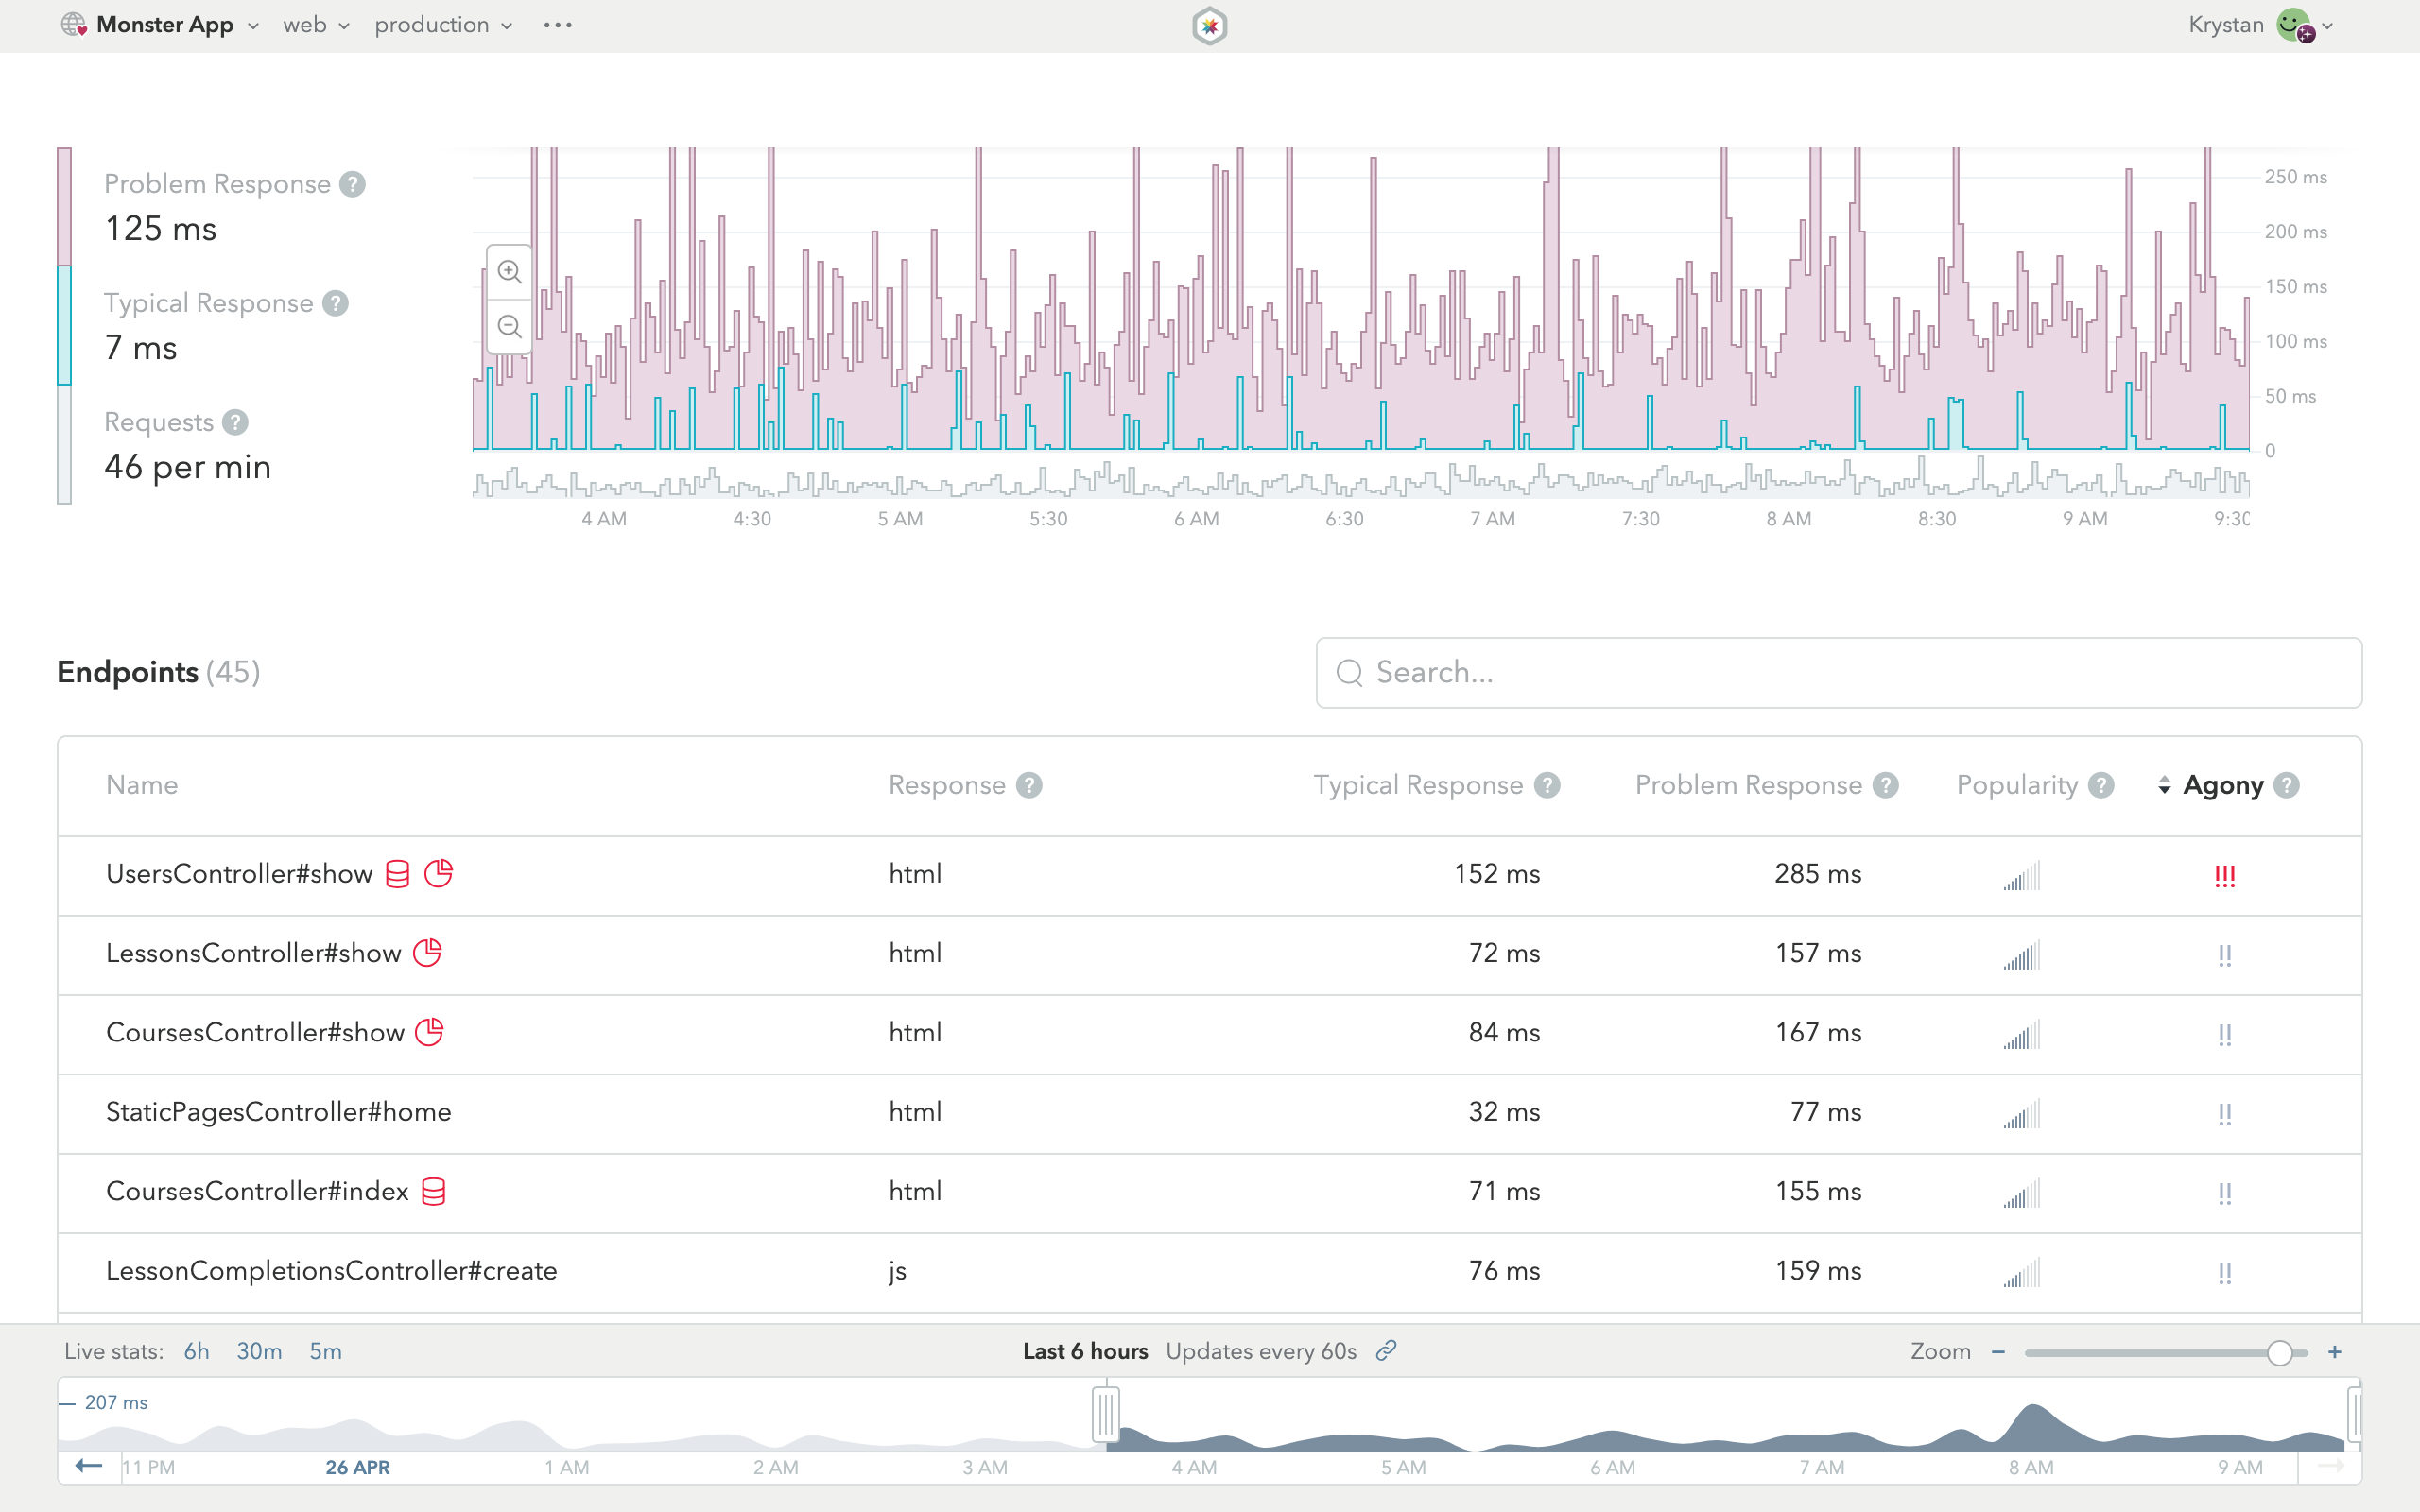 Monster App web production ••• Krystan
Problem Response ?
125 ms
Typical Response ?
7 ms
Requests ?
46 per min
250 ms
200 ms
150 ms
100 ms
50 ms
0
4 AM 4:30 5 AM 5:30 6 AM 6:30 7 AM 7:30 8 AM 8:30 9 AM 9:30
Endpoints (45)
Search...
Name Response ? Typical Response ? Problem Response ? Popularity ? Agony ?
UsersController#show html 152 ms 285 ms !!!
LessonsController#show html 72 ms 157 ms !!
CoursesController#show html 84 ms 167 ms !!
StaticPagesController#home html 32 ms 77 ms !!
CoursesController#index html 71 ms 155 ms !!
LessonCompletionsController#create js 76 ms 159 ms !!
Live stats: 6h 30m 5m Last 6 hours Updates every 60s Zoom − +
207 ms
11 PM 26 APR 1 AM 2 AM 3 AM 4 AM 5 AM 6 AM 7 AM 8 AM 9 AM